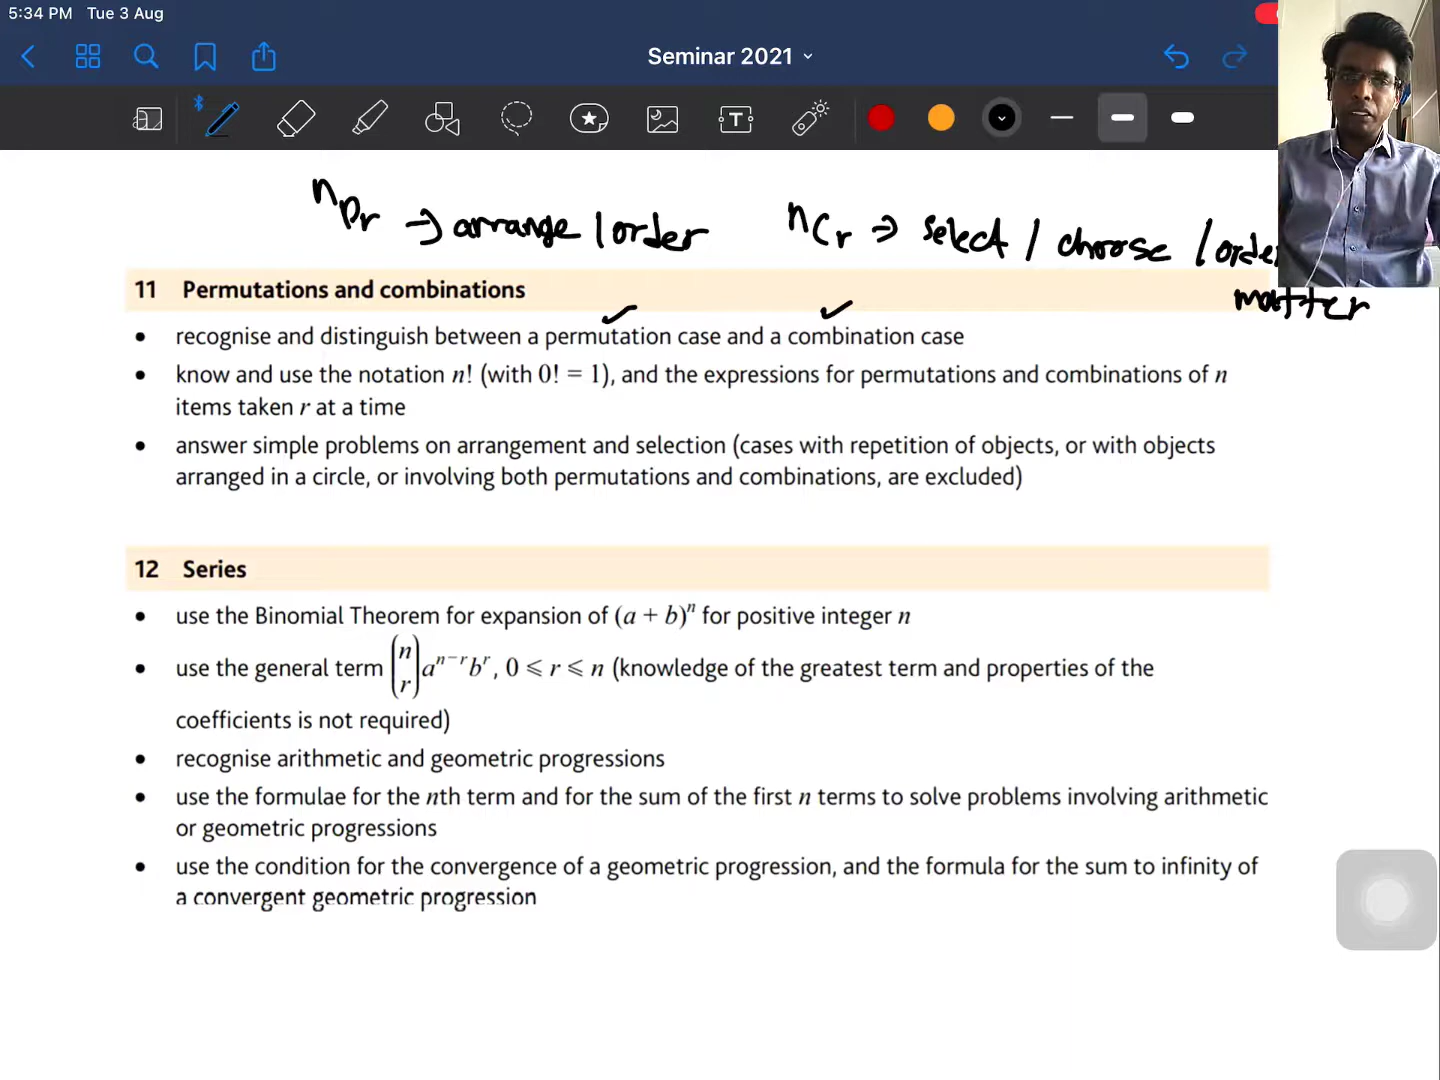 5:34 PM Tue 3 Aug
Seminar 2021
nPr → arrange / order
nCr ⇒ select / choose / order
matter
11 Permutations and combinations
• recognise and distinguish between a permutation case and a combination case
• know and use the notation n! (with 0! = 1), and the expressions for permutations and combinations of n
items taken r at a time
• answer simple problems on arrangement and selection (cases with repetition of objects, or with objects
arranged in a circle, or involving both permutations and combinations, are excluded)
12 Series
• use the Binomial Theorem for expansion of (a + b)ⁿ for positive integer n
• use the general term (n r) aⁿ⁻ʳbʳ, 0 ⩽ r ⩽ n (knowledge of the greatest term and properties of the
coefficients is not required)
• recognise arithmetic and geometric progressions
• use the formulae for the nth term and for the sum of the first n terms to solve problems involving arithmetic
or geometric progressions
• use the condition for the convergence of a geometric progression, and the formula for the sum to infinity of
a convergent geometric progression